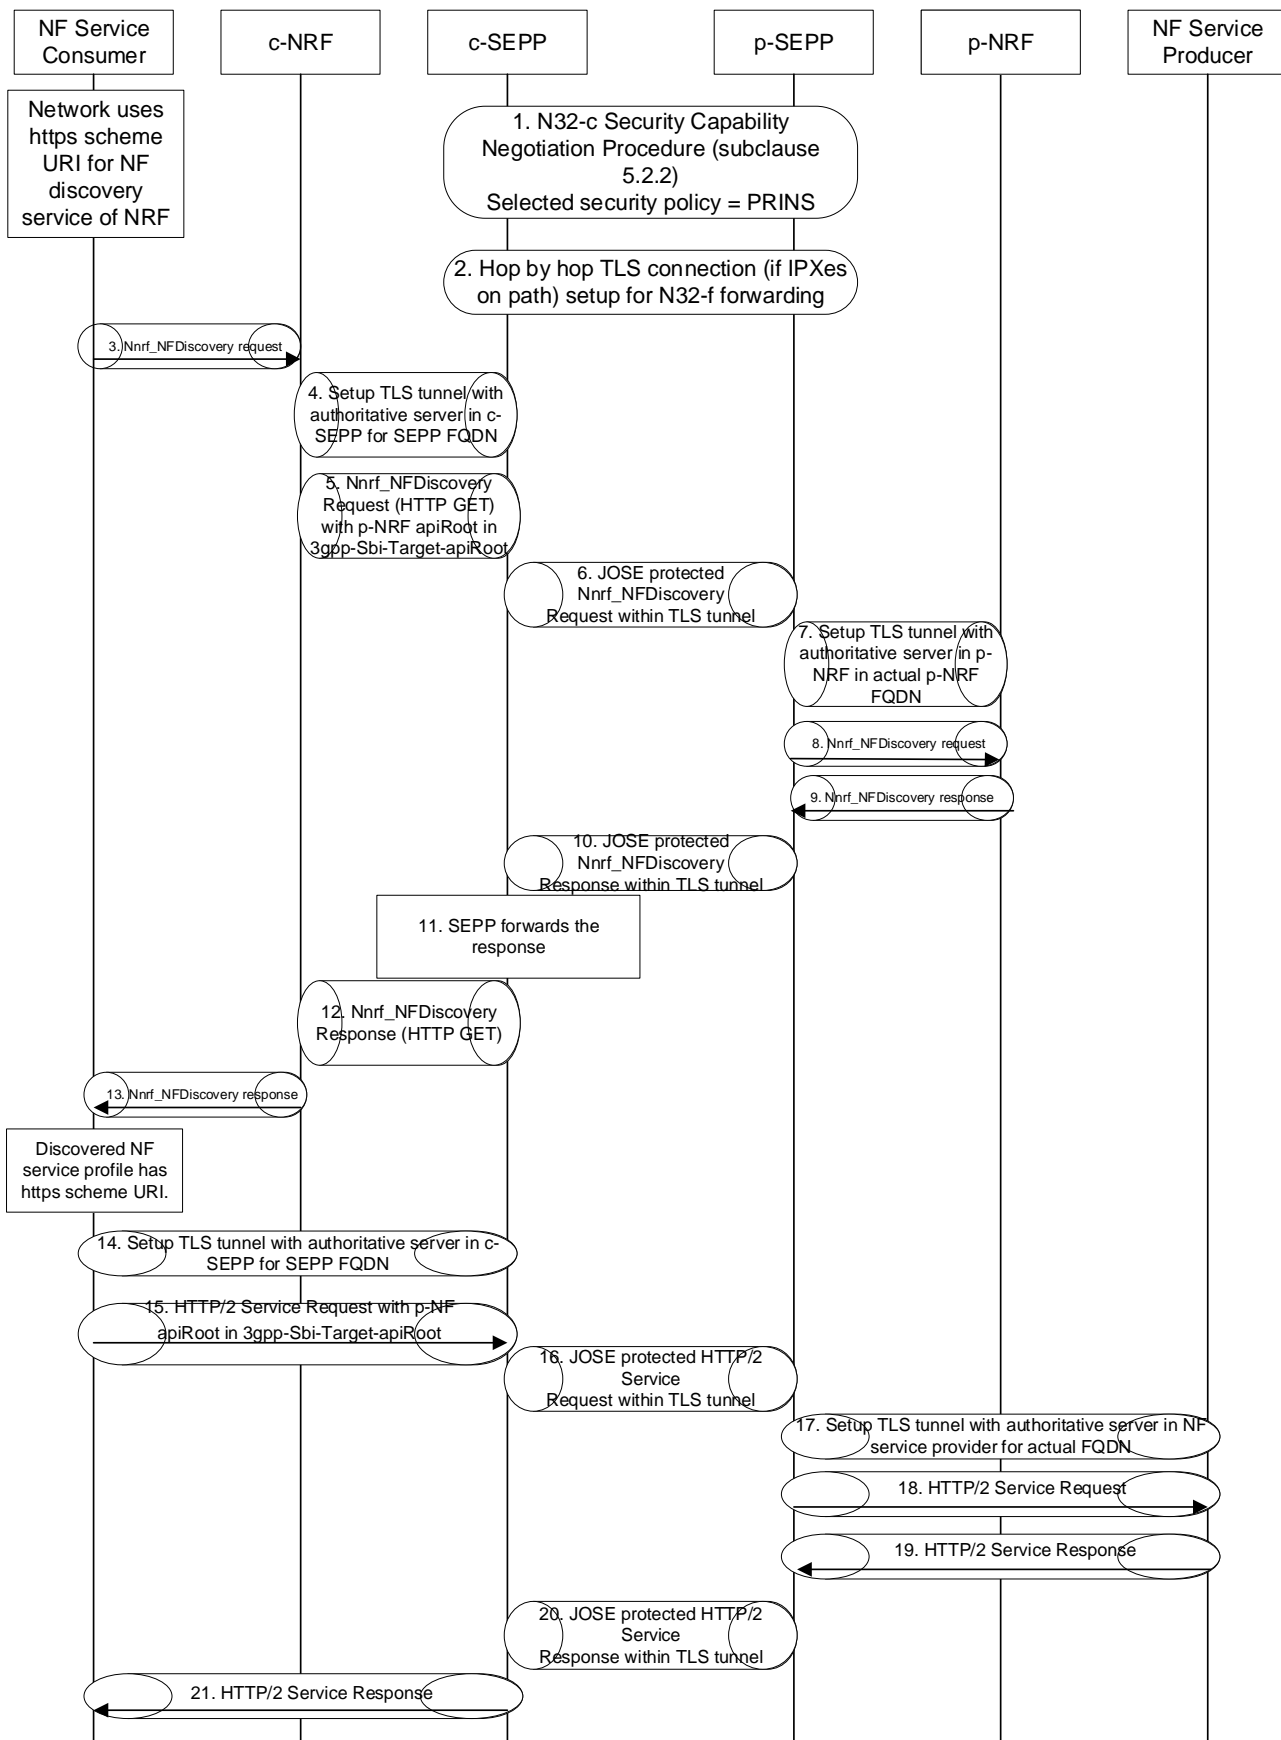 NF Service
Consumer
c-NRF
c-SEPP
p-SEPP
p-NRF
NF Service
Producer
Network uses
https scheme
URI for NF
discovery
service of NRF
1. N32-c Security Capability
Negotiation Procedure (subclause
5.2.2)
Selected security policy = PRINS
2. Hop by hop TLS connection (if IPXes
on path) setup for N32-f forwarding
3. Nnrf_NFDiscovery request
4. Setup TLS tunnel with
authoritative server in c-
SEPP for SEPP FQDN
5. Nnrf_NFDiscovery
Request (HTTP GET)
with p-NRF apiRoot in
3gpp-Sbi-Target-apiRoot
6. JOSE protected
Nnrf_NFDiscovery
Request within TLS tunnel
7. Setup TLS tunnel with
authoritative server in p-
NRF in actual p-NRF
FQDN
8. Nnrf_NFDiscovery request
9. Nnrf_NFDiscovery response
10. JOSE protected
Nnrf_NFDiscovery
Response within TLS tunnel
11. SEPP forwards the
response
12. Nnrf_NFDiscovery
Response (HTTP GET)
13. Nnrf_NFDiscovery response
Discovered NF
service profile has
https scheme URI.
14. Setup TLS tunnel with authoritative server in c-
SEPP for SEPP FQDN
15. HTTP/2 Service Request with p-NF
apiRoot in 3gpp-Sbi-Target-apiRoot
16. JOSE protected HTTP/2
Service
Request within TLS tunnel
17. Setup TLS tunnel with authoritative server in NF
service provider for actual FQDN
18. HTTP/2 Service Request
19. HTTP/2 Service Response
20. JOSE protected HTTP/2
Service
Response within TLS tunnel
21. HTTP/2 Service Response